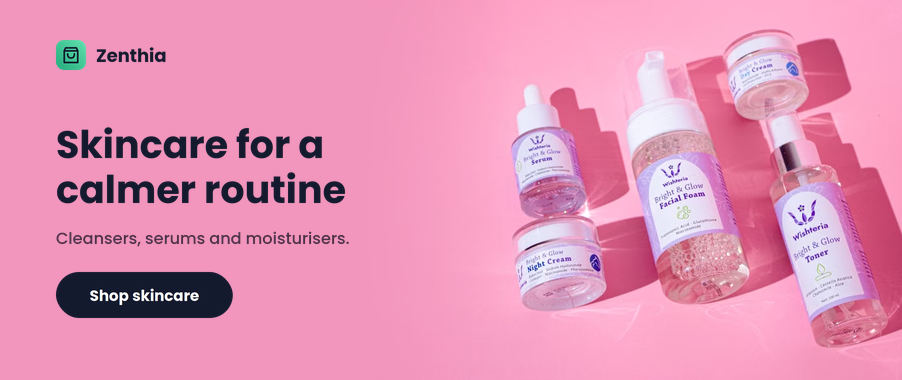 Zenthia
Skincare for a
calmer routine
Cleansers, serums and moisturisers.
Shop skincare
Wishteria
Bright & Glow
Serum
Bright & Glow
Night Cream
Wishteria
Bright & Glow
Facial Foam
Bright & Glow
Day Cream
Wishteria
Bright & Glow
Toner